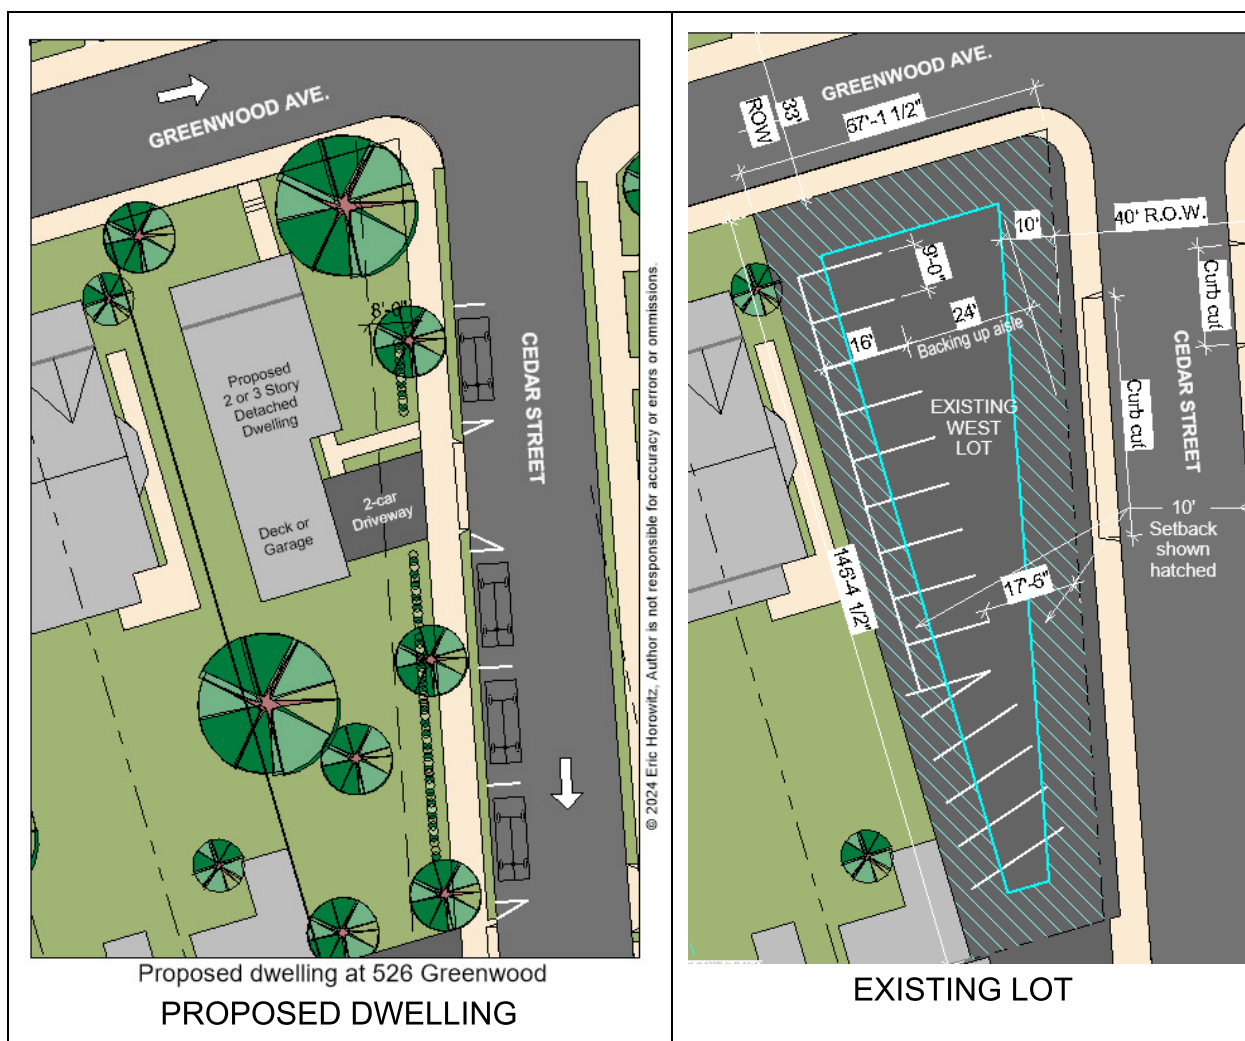 GREENWOOD AVE.
8'-0"
Proposed
2 or 3 Story
Detached
Dwelling
CEDAR STREET
2-car
Driveway
Deck or
Garage
© 2024 Eric Horowitz, Author is not responsible for accuracy or errors or ommissions.
Proposed dwelling at 526 Greenwood
PROPOSED DWELLING
GREENWOOD AVE.
33'
ROW
67'-1 1/2"
10'
40' R.O.W.
9'-0"
Curb cut
24'
16'
Backing up aisle
CEDAR STREET
Curb cut
EXISTING
WEST
LOT
10'
Setback
shown
hatched
146'-4 1/2"
17'-6"
EXISTING LOT